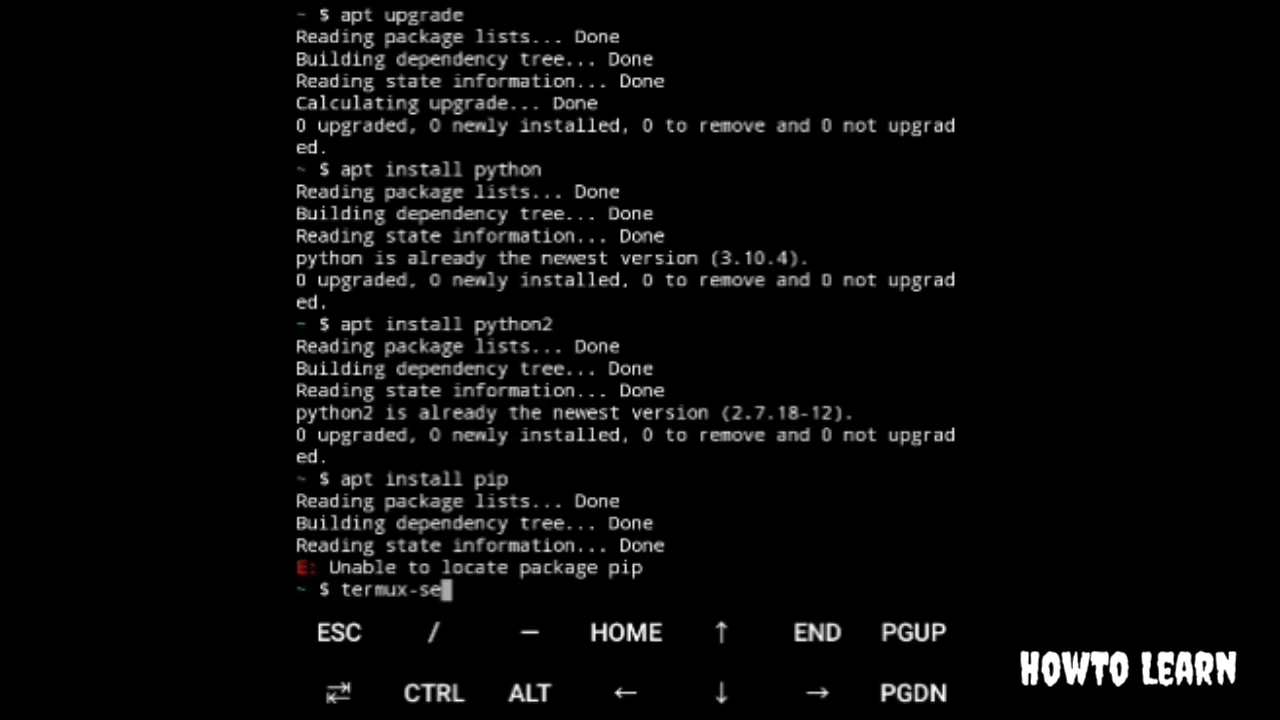 ~ $ apt upgrade
Reading package lists... Done
Building dependency tree... Done
Reading state information... Done
Calculating upgrade... Done
0 upgraded, 0 newly installed, 0 to remove and 0 not upgrad
ed.
~ $ apt install python
Reading package lists... Done
Building dependency tree... Done
Reading state information... Done
python is already the newest version (3.10.4).
0 upgraded, 0 newly installed, 0 to remove and 0 not upgrad
ed.
~ $ apt install python2
Reading package lists... Done
Building dependency tree... Done
Reading state information... Done
python2 is already the newest version (2.7.18-12).
0 upgraded, 0 newly installed, 0 to remove and 0 not upgrad
ed.
~ $ apt install pip
Reading package lists... Done
Building dependency tree... Done
Reading state information... Done
E: Unable to locate package pip
~ $ termux-se
ESC / — HOME ↑ END PGUP
⇄ CTRL ALT ← ↓ → PGDN
HOWTO LEARN